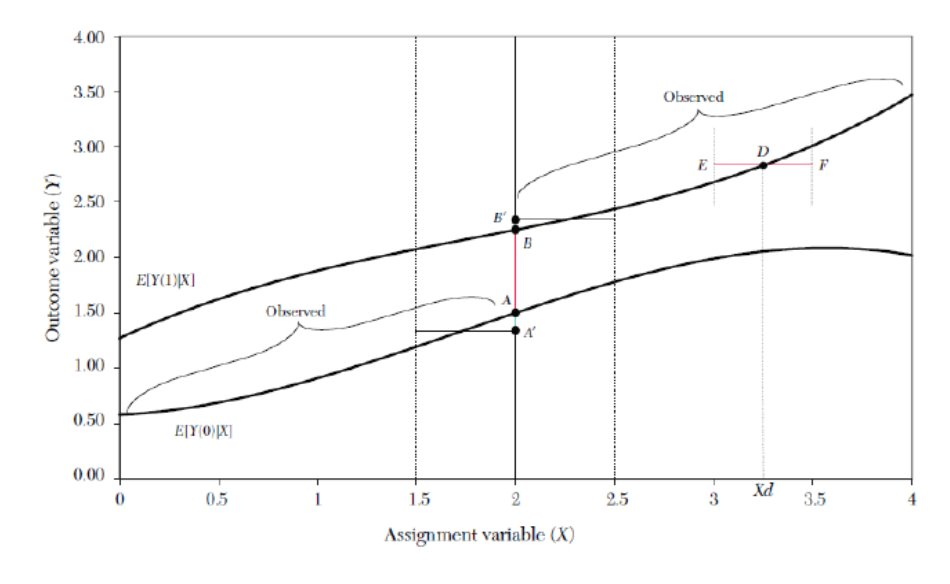 4.00
3.50
3.00
2.50
2.00
1.50
1.00
0.50
0.00
Outcome variable (Y)
Observed
D
E
F
B'
B
E[Y(1)|X]
Observed
A
A'
E[Y(0)|X]
0
0.5
1
1.5
2
2.5
3
Xd
3.5
4
Assignment variable (X)